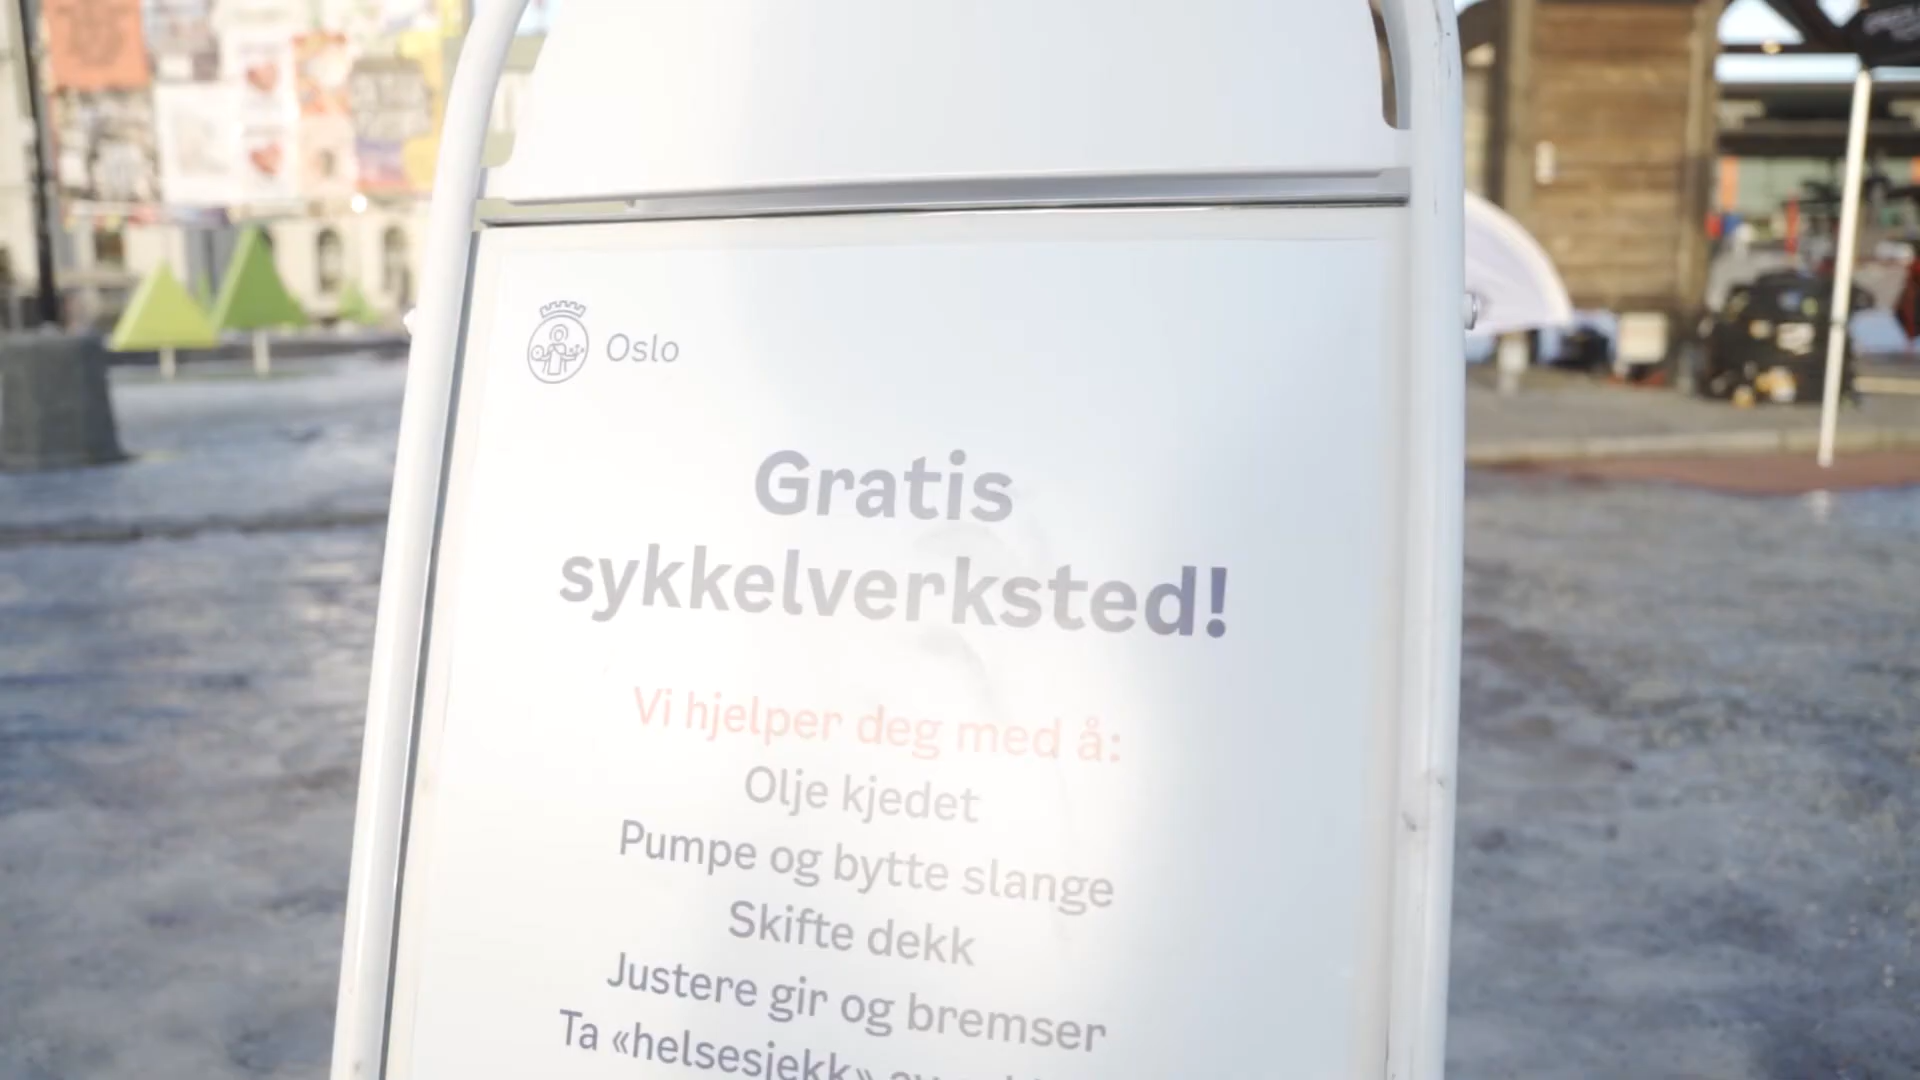 Oslo
Gratis
sykkelverksted!
Vi hjelper deg med å:
Olje kjedet
Pumpe og bytte slange
Skifte dekk
Justere gir og bremser
Ta «helsesjekk» av